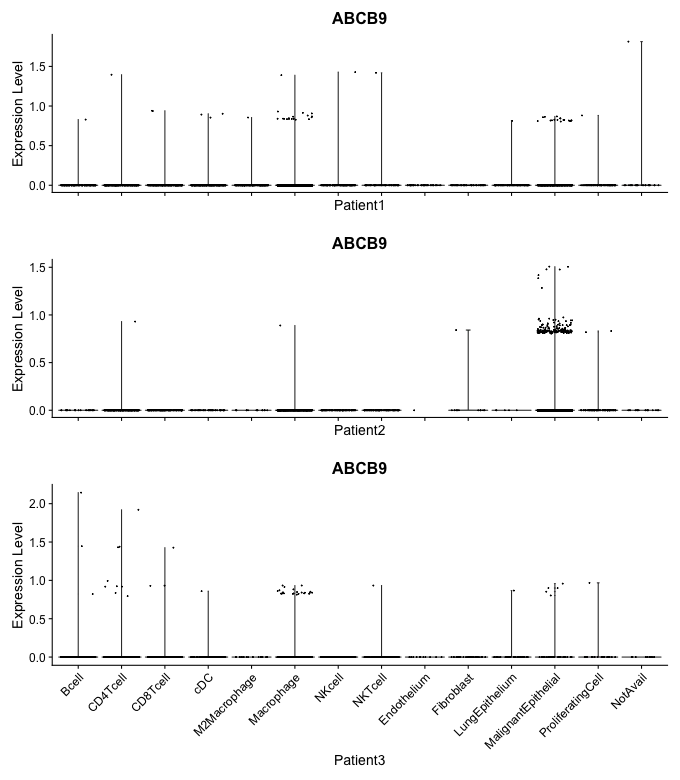 ABCB9
Expression Level
1.5
1.0
0.5
0.0
Patient1
ABCB9
Expression Level
1.5
1.0
0.5
0.0
Patient2
ABCB9
Expression Level
2.0
1.5
1.0
0.5
0.0
Bcell
CD4Tcell
CD8Tcell
cDC
M2Macrophage
Macrophage
NKcell
NKTcell
Endothelium
Fibroblast
LungEpithelium
MalignantEpithelial
ProliferatingCell
NotAvail
Patient3